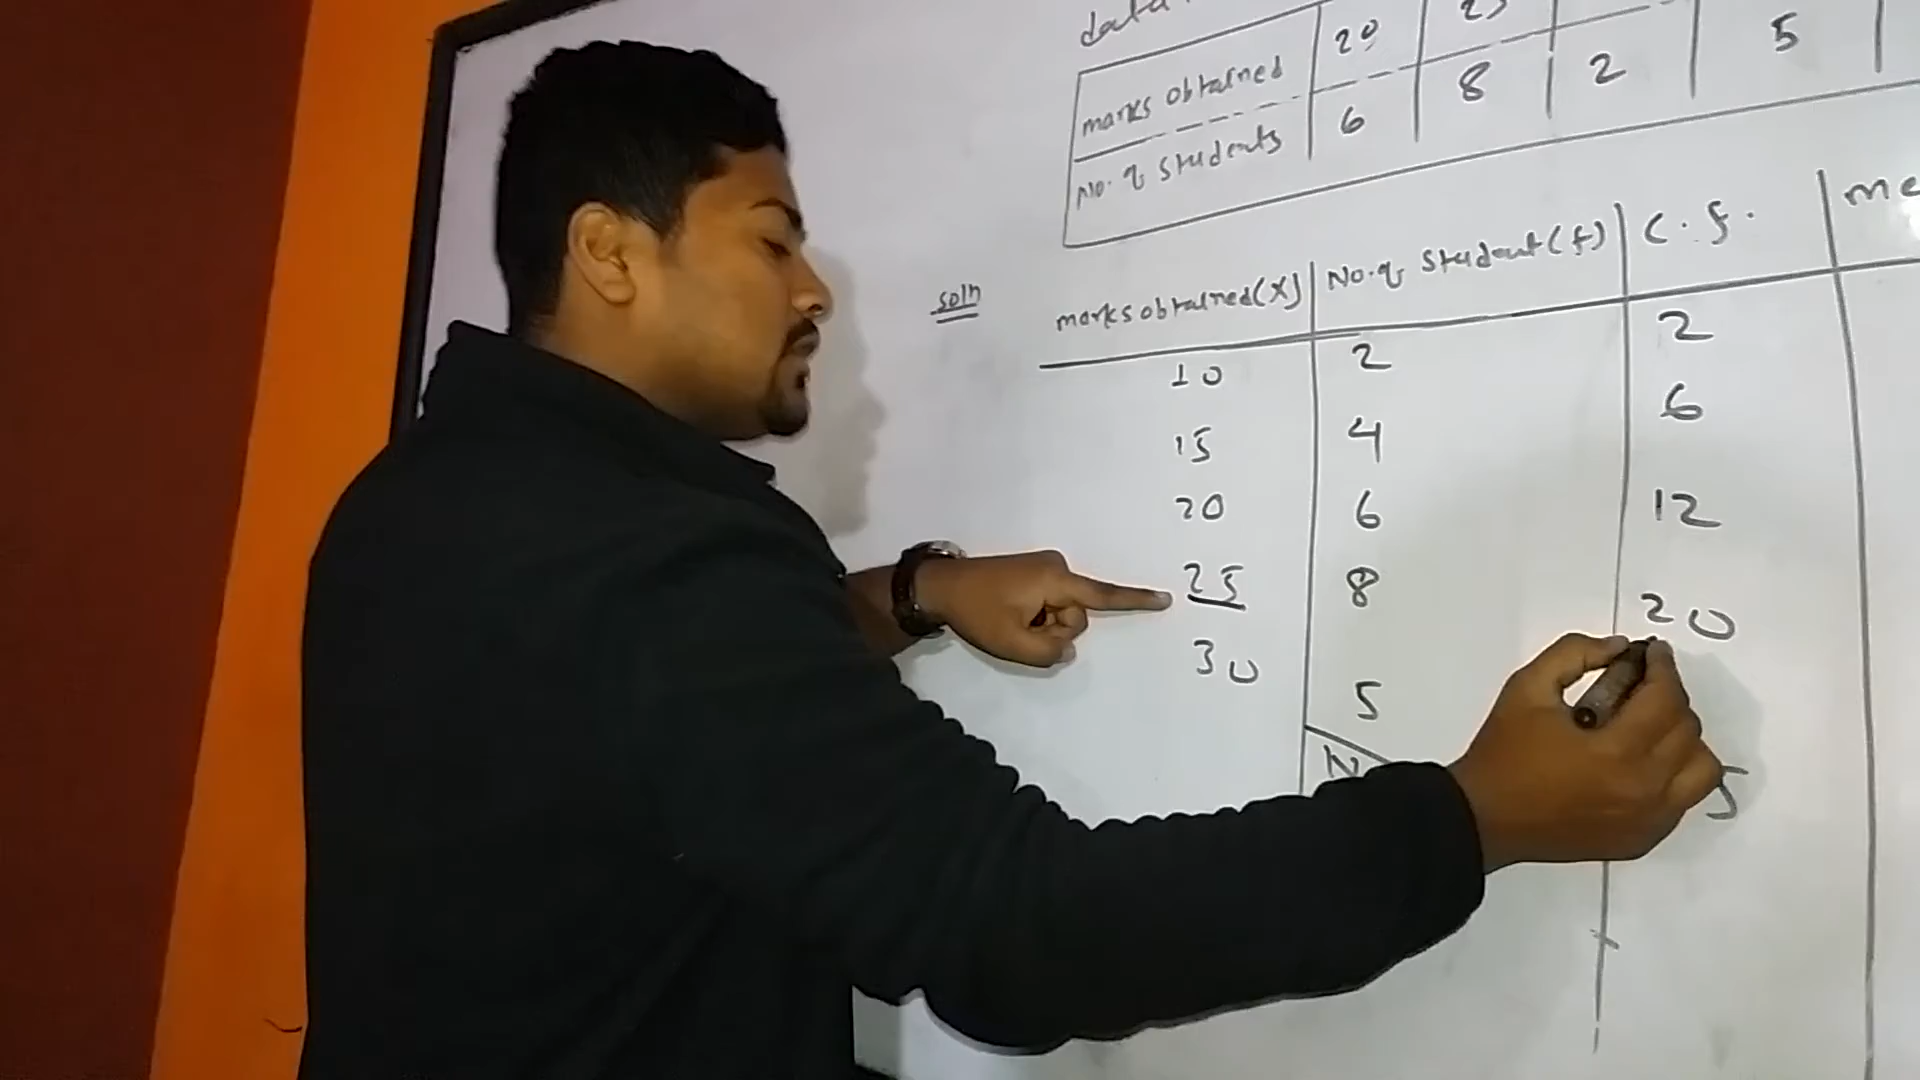 data
marks obtained 20 25
No. of students 6 8 2 5
soln
marks obtained (X) No. of student (f) C.f.
10 2 2
15 4 6
20 6 12
25 8 20
30 5
N 5